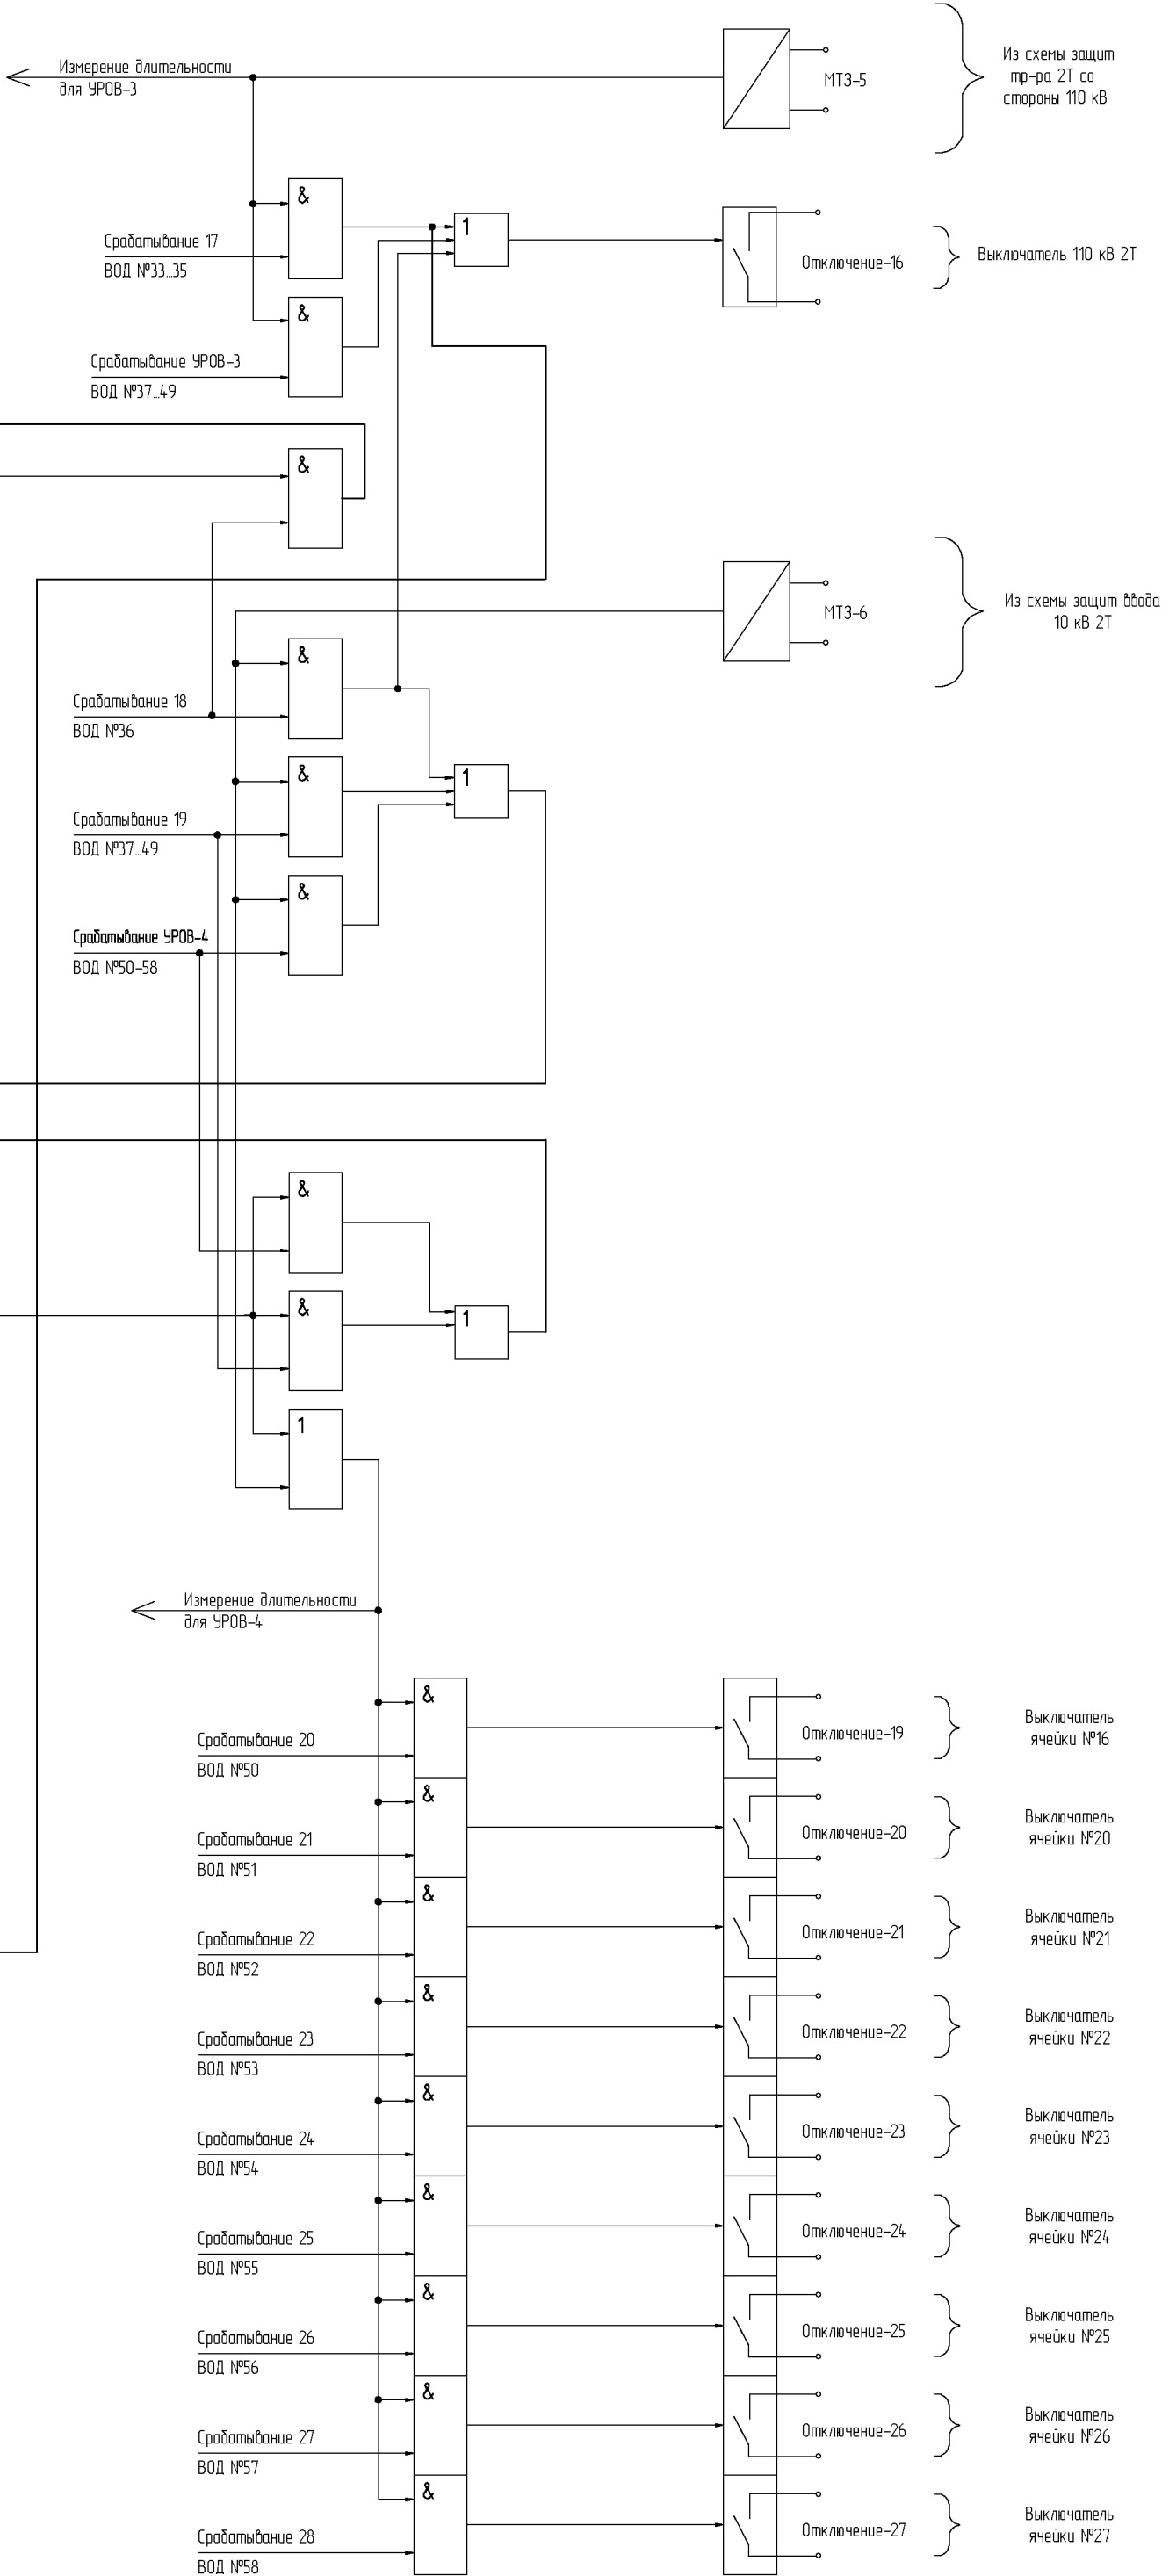 Измерение длительности
для УРОВ-3
МТЗ-5
Из схемы защит
тр-ра 2Т со
стороны 110 кВ
&
1
Срабатывание 17
ВОД №33...35
Отключение-16
Выключатель 110 кВ 2Т
&
Срабатывание УРОВ-3
ВОД №37...49
&
МТЗ-6
Из схемы защит ввода
10 кВ 2Т
&
Срабатывание 18
ВОД №36
&
1
Срабатывание 19
ВОД №37...49
&
Срабатывание УРОВ-4
ВОД №50-58
&
&
1
1
Измерение длительности
для УРОВ-4
&
Срабатывание 20
ВОД №50
Отключение-19
Выключатель
ячейки №16
&
Срабатывание 21
ВОД №51
Отключение-20
Выключатель
ячейки №20
&
Срабатывание 22
ВОД №52
Отключение-21
Выключатель
ячейки №21
&
Срабатывание 23
ВОД №53
Отключение-22
Выключатель
ячейки №22
&
Срабатывание 24
ВОД №54
Отключение-23
Выключатель
ячейки №23
&
Срабатывание 25
ВОД №55
Отключение-24
Выключатель
ячейки №24
&
Срабатывание 26
ВОД №56
Отключение-25
Выключатель
ячейки №25
&
Срабатывание 27
ВОД №57
Отключение-26
Выключатель
ячейки №26
&
Срабатывание 28
ВОД №58
Отключение-27
Выключатель
ячейки №27